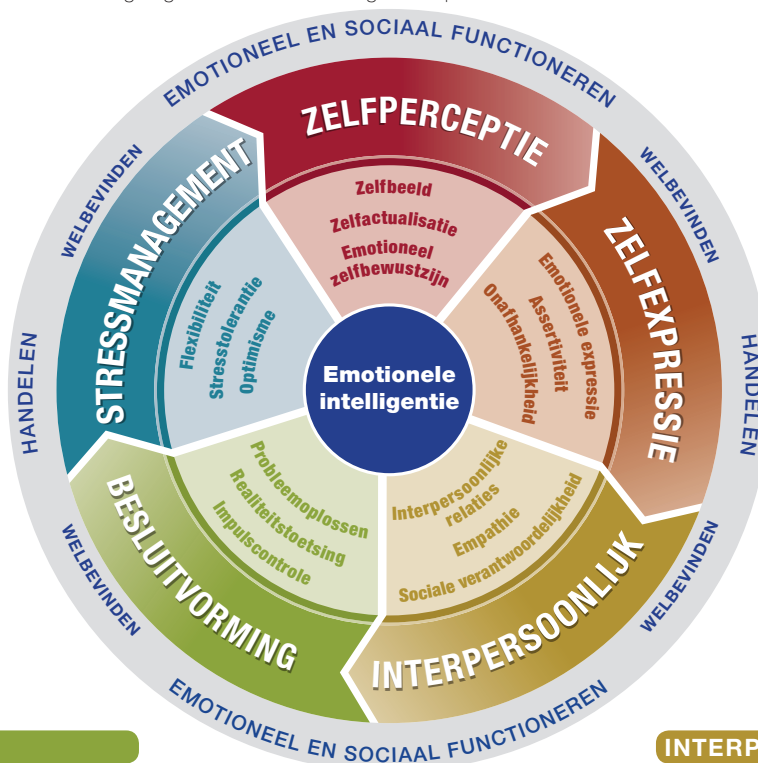 EMOTIONEEL EN SOCIAAL FUNCTIONEREN
WELBEVINDEN
WELBEVINDEN
HANDELEN
HANDELEN
WELBEVINDEN
WELBEVINDEN
EMOTIONEEL EN SOCIAAL FUNCTIONEREN
ZELFPERCEPTIE
Zelfbeeld
Zelfactualisatie
Emotioneel
zelfbewustzijn
ZELFEXPRESSIE
Emotionele expressie
Assertiviteit
Onafhankelijkheid
INTERPERSOONLIJK
Interpersoonlijke
relaties
Empathie
Sociale verantwoordelijkheid
BESLUITVORMING
Probleemoplossen
Realiteitstoetsing
Impulscontrole
STRESSMANAGEMENT
Flexibiliteit
Stresstolerantie
Optimisme
Emotionele
intelligentie
INTERP